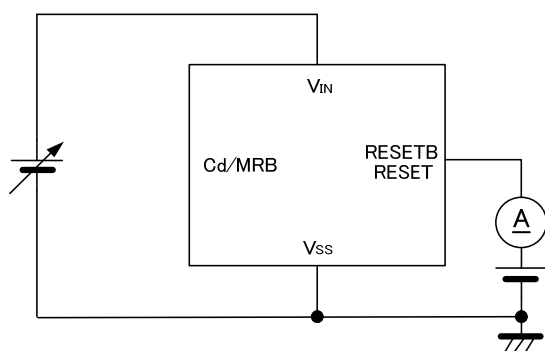 VIN
Cd/MRB
RESETB
RESET
A
VSS